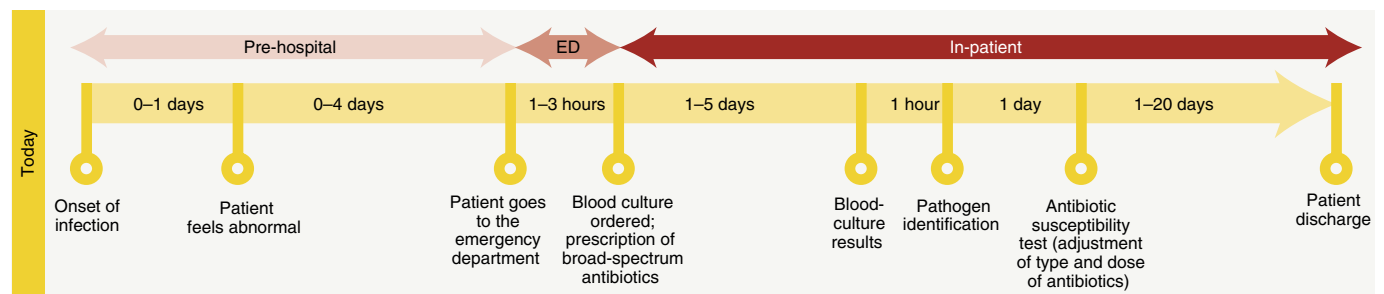 Today
Pre-hospital
ED
In-patient
0–1 days
0–4 days
1–3 hours
1–5 days
1 hour
1 day
1–20 days
Onset of
infection
Patient
feels abnormal
Patient goes
to the
emergency
department
Blood culture
ordered;
prescription of
broad-spectrum
antibiotics
Blood-
culture
results
Pathogen
identification
Antibiotic
susceptibility
test (adjustment
of type and dose
of antibiotics)
Patient
discharge